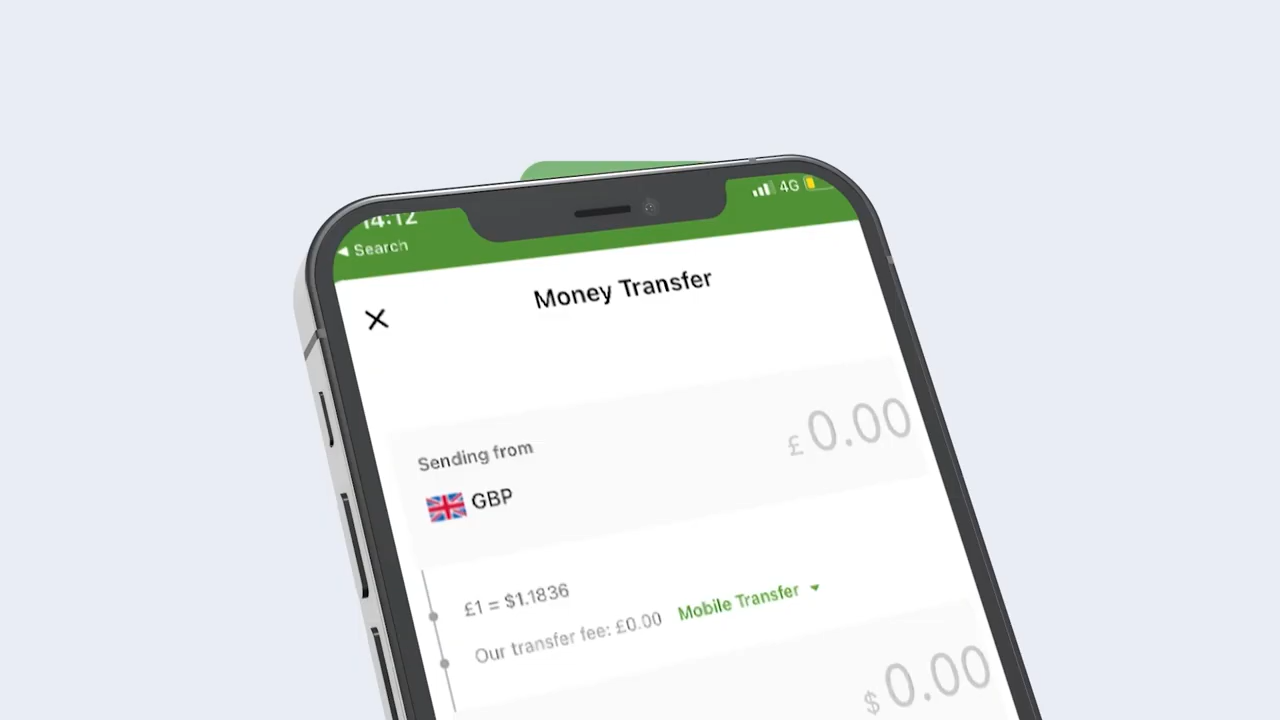 14:12
4G
◀ Search
Money Transfer
Sending from
£ 0.00
GBP
£1 = $1.1836
Our transfer fee: £0.00 Mobile Transfer
$ 0.00